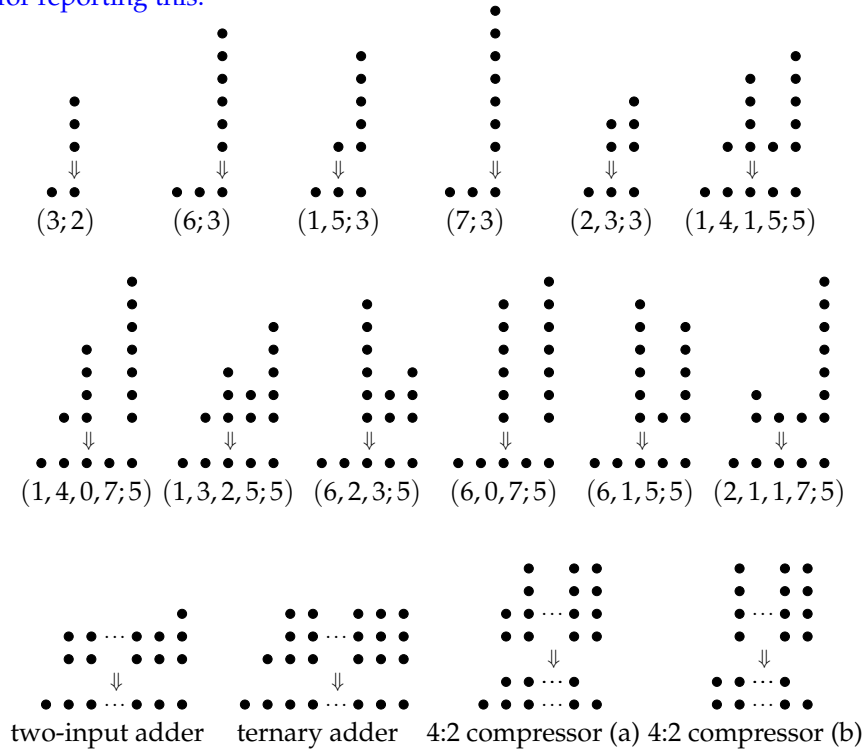 for reporting this.
(3; 2) (6; 3) (1, 5; 3) (7; 3) (2, 3; 3) (1, 4, 1, 5; 5)
(1, 4, 0, 7; 5) (1, 3, 2, 5; 5) (6, 2, 3; 5) (6, 0, 7; 5) (6, 1, 5; 5) (2, 1, 1, 7; 5)
two-input adder ternary adder 4:2 compressor (a) 4:2 compressor (b)